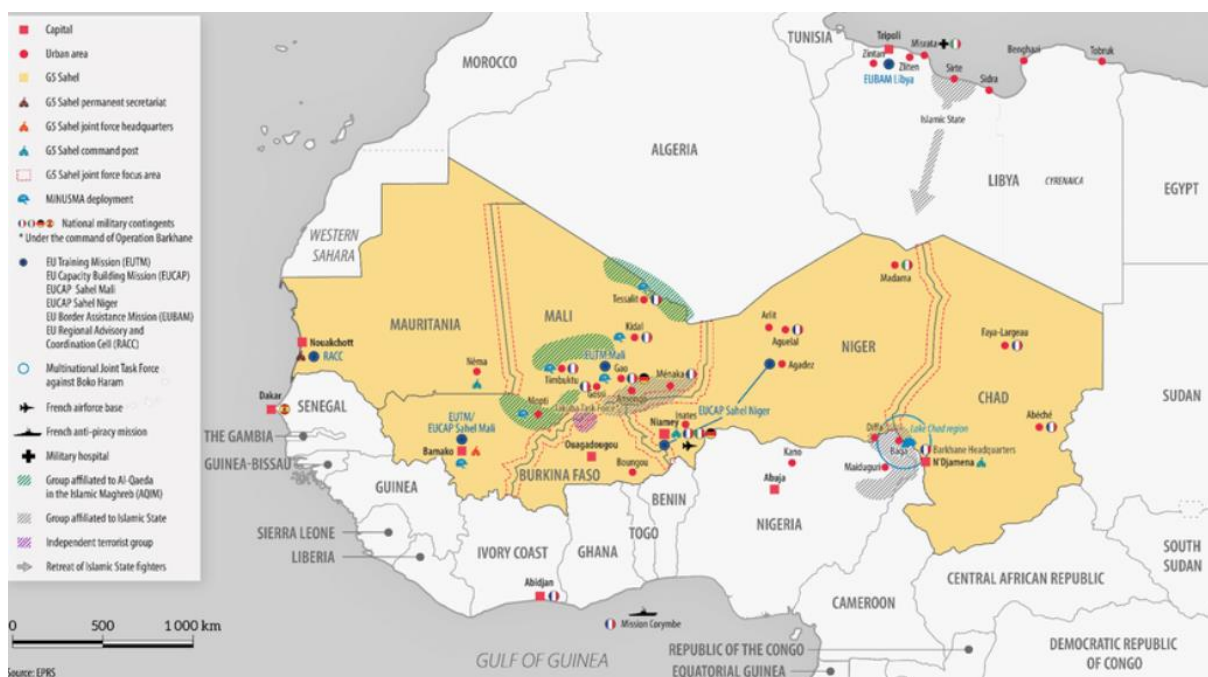 Capital
Urban area
G5 Sahel
G5 Sahel permanent secretariat
G5 Sahel joint force headquarters
G5 Sahel command post
G5 Sahel joint force focus area
MINUSMA deployment
National military contingents
* Under the command of Operation Barkhane
EU Training Mission (EUTM)
EU Capacity Building Mission (EUCAP)
EUCAP Sahel Mali
EUCAP Sahel Niger
EU Border Assistance Mission (EUBAM)
EU Regional Advisory and
Coordination Cell (RACC)
Multinational Joint Task Force
against Boko Haram
French airforce base
French anti-piracy mission
Military hospital
Group affiliated to Al-Qaeda
in the Islamic Maghreb (AQIM)
Group affiliated to Islamic State
Independent terrorist group
Retreat of Islamic State fighters
0 500 1 000 km
Source: EPRS
TUNISIA
Tripoli
Misrata
Zintan
Zliten
Benghazi
Tobruk
Sirte
Sidra
EUBAM Libya
Islamic State
MOROCCO
ALGERIA
LIBYA
CYRENAICA
EGYPT
WESTERN
SAHARA
Madama
Tessalit
MAURITANIA
MALI
Arlit
Aguelal
NIGER
Faya-Largeau
Kidal
Nouakchott
RACC
Néma
EUTM Mali
Timbuktu
Gao
Gossi
Ménaka
Ansongo
Agadez
CHAD
SUDAN
Dakar
SENEGAL
Mopti
Takuba Task Force
EUCAP Sahel Niger
THE GAMBIA
EUTM/
EUCAP Sahel Mali
Inates
Niamey
Diffa
Lake Chad region
Abéché
Baga
Barkhane Headquarters
N'Djamena
GUINEA-BISSAU
Bamako
Ouagadougou
BURKINA FASO
Boungou
Kano
Maiduguri
Abuja
GUINEA
BENIN
NIGERIA
SIERRA LEONE
LIBERIA
IVORY COAST
GHANA
TOGO
SOUTH
SUDAN
CENTRAL AFRICAN REPUBLIC
Abidjan
CAMEROON
Mission Corymbe
GULF OF GUINEA
REPUBLIC OF THE CONGO
EQUATORIAL GUINEA
DEMOCRATIC REPUBLIC
OF CONGO